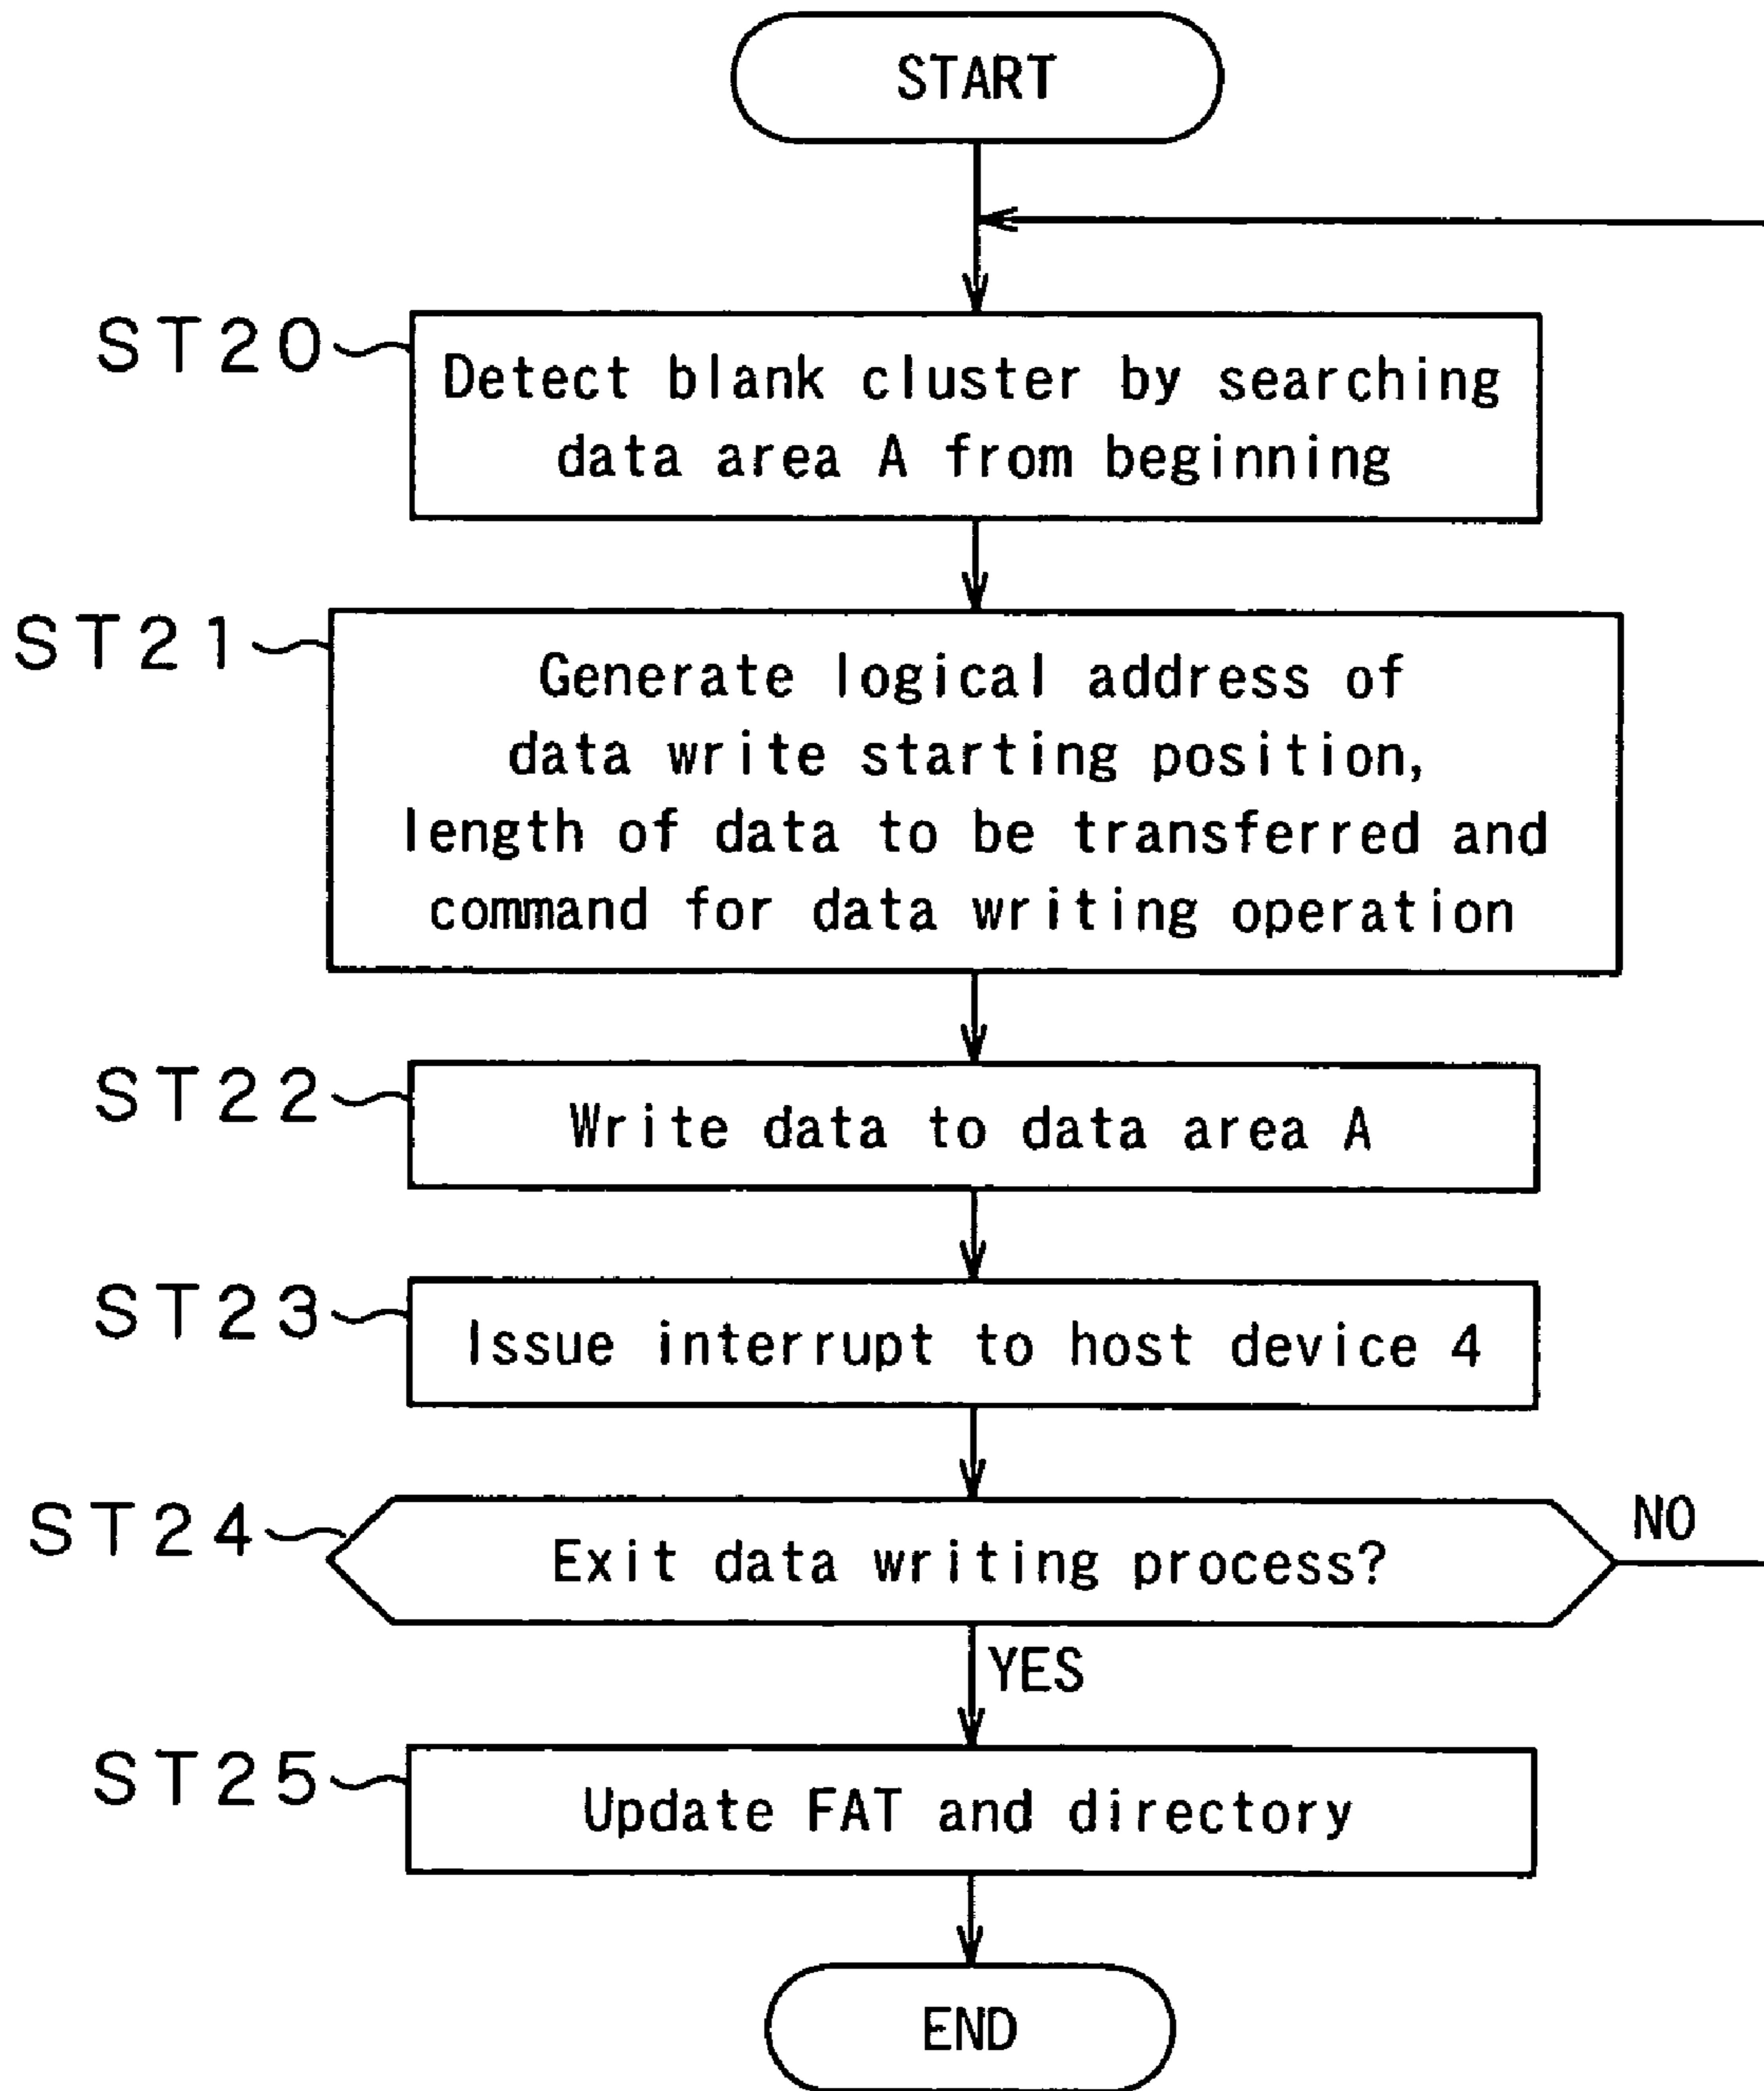 START
ST20
Detect blank cluster by searching
data area A from beginning
ST21
Generate logical address of
data write starting position,
length of data to be transferred and
command for data writing operation
ST22
Write data to data area A
ST23
Issue interrupt to host device 4
ST24
Exit data writing process?
NO
YES
ST25
Update FAT and directory
END